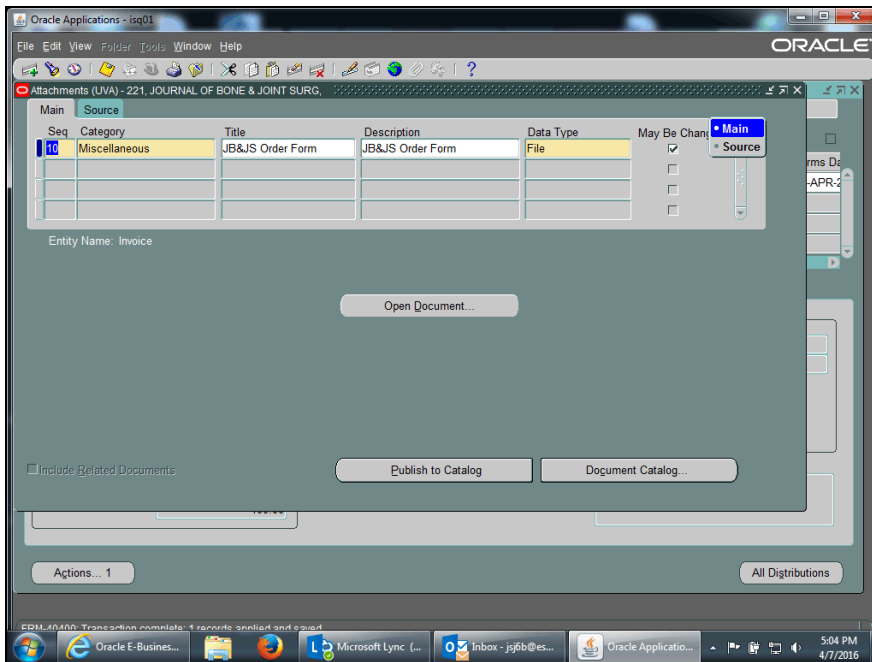 Oracle Applications - isq01
File Edit View Folder Tools Window Help
ORACLE
Attachments (UVA) - 221, JOURNAL OF BONE & JOINT SURG,
Main Source
Seq Category Title Description Data Type May Be Chang
• Main
• Source
10 Miscellaneous JB&JS Order Form JB&JS Order Form File
rms Da
-APR-2
Entity Name: Invoice
Open Document...
Include Related Documents
Publish to Catalog
Document Catalog...
Actions... 1
All Distributions
FRM-40400: Transaction complete: 1 records applied and saved.
Oracle E-Busines...
Microsoft Lync (...
Inbox - jsj6b@es...
Oracle Applicatio...
5:04 PM
4/7/2016